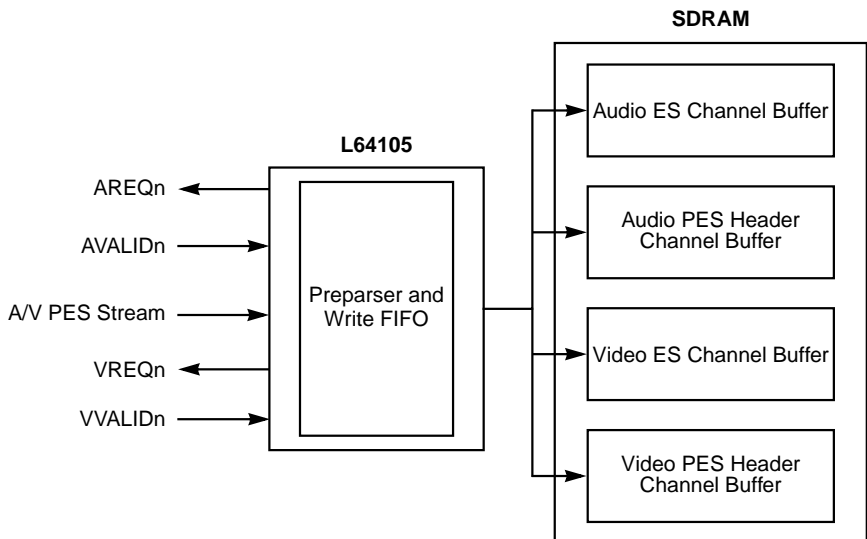 SDRAM
Audio ES Channel Buffer
L64105
AREQn
AVALIDn
A/V PES Stream
VREQn
VVALIDn
Preparser and
Write FIFO
Audio PES Header
Channel Buffer
Video ES Channel Buffer
Video PES Header
Channel Buffer